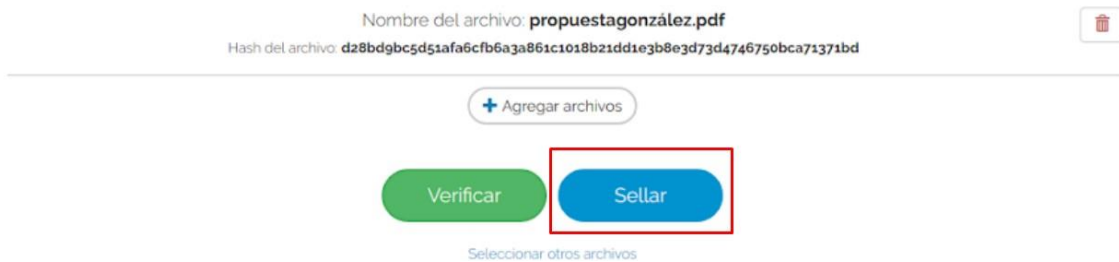 Nombre del archivo: propuestagonzález.pdf
Hash del archivo: d28bd9bc5d51afa6cfb6a3a861c1018b21dd1e3b8e3d73d4746750bca71371bd
+ Agregar archivos
Verificar
Sellar
Seleccionar otros archivos